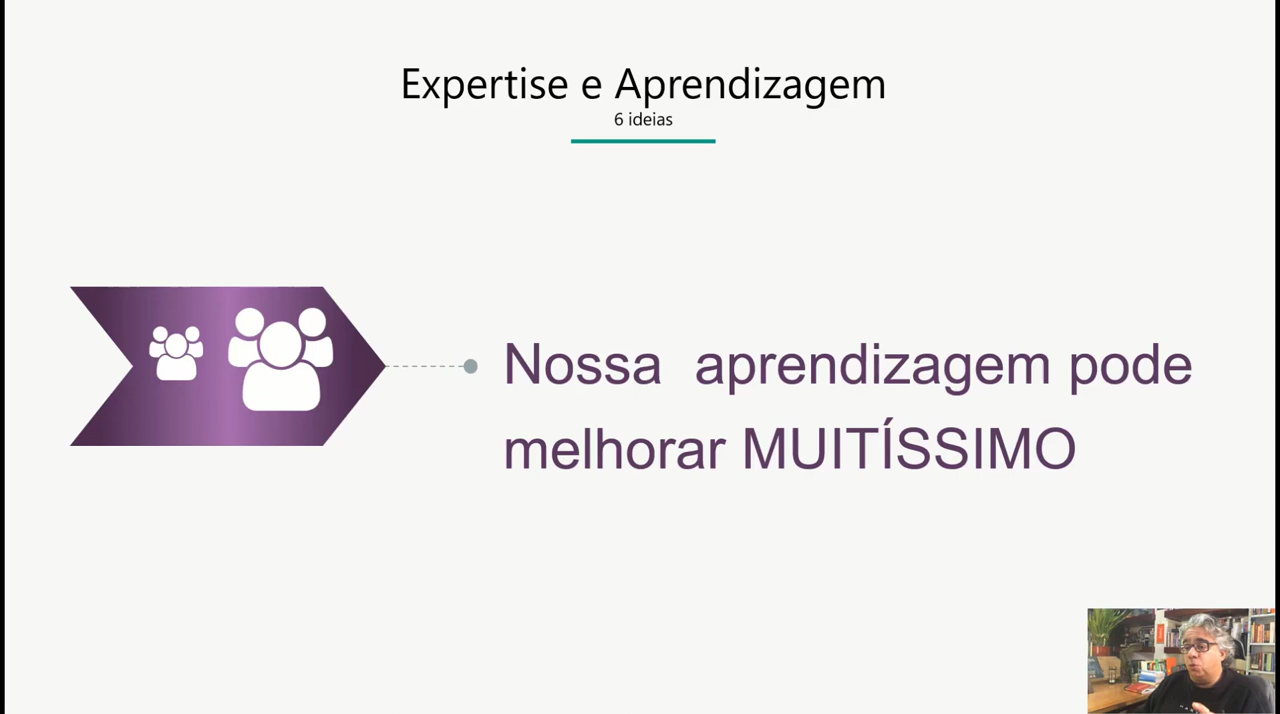 Expertise e Aprendizagem
6 ideias
Nossa aprendizagem pode
melhorar MUITÍSSIMO